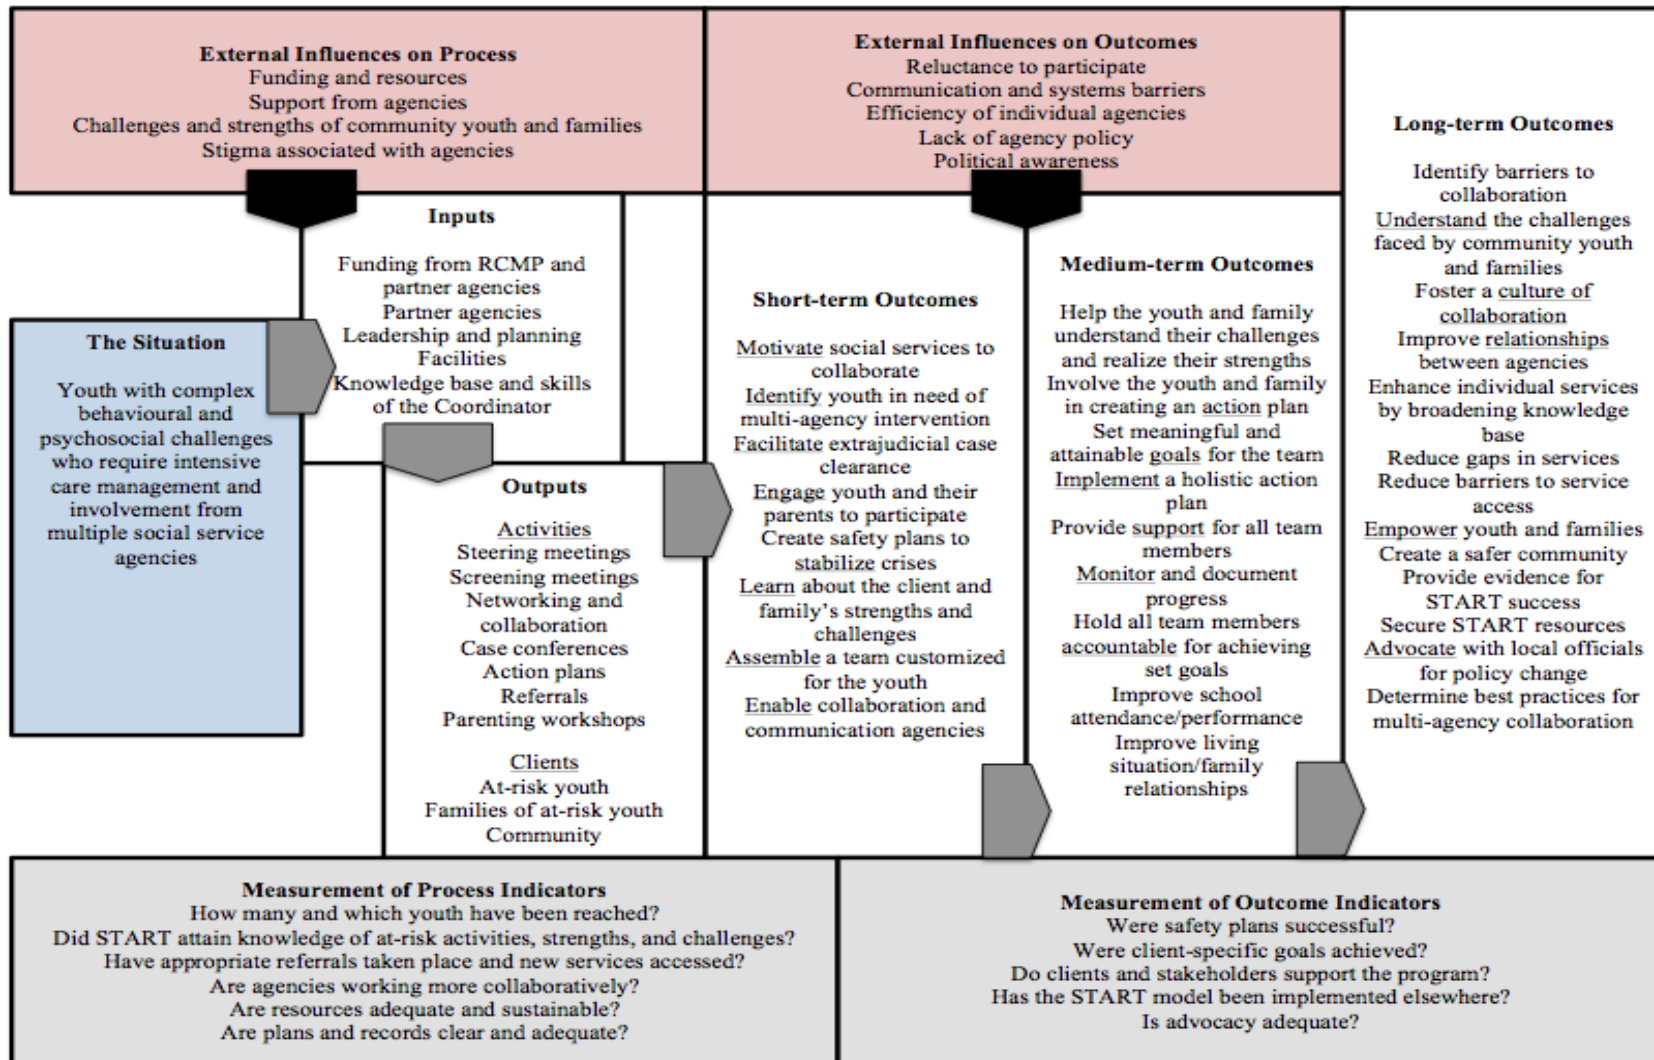 External Influences on Process
Funding and resources
Support from agencies
Challenges and strengths of community youth and families
Stigma associated with agencies
External Influences on Outcomes
Reluctance to participate
Communication and systems barriers
Efficiency of individual agencies
Lack of agency policy
Political awareness
The Situation
Youth with complex
behavioural and
psychosocial challenges
who require intensive
care management and
involvement from
multiple social service
agencies
Inputs
Funding from RCMP and
partner agencies
Partner agencies
Leadership and planning
Facilities
Knowledge base and skills
of the Coordinator
Outputs
Activities
Steering meetings
Screening meetings
Networking and
collaboration
Case conferences
Action plans
Referrals
Parenting workshops
Clients
At-risk youth
Families of at-risk youth
Community
Short-term Outcomes
Motivate social services to
collaborate
Identify youth in need of
multi-agency intervention
Facilitate extrajudicial case
clearance
Engage youth and their
parents to participate
Create safety plans to
stabilize crises
Learn about the client and
family's strengths and
challenges
Assemble a team customized
for the youth
Enable collaboration and
communication agencies
Medium-term Outcomes
Help the youth and family
understand their challenges
and realize their strengths
Involve the youth and family
in creating an action plan
Set meaningful and
attainable goals for the team
Implement a holistic action
plan
Provide support for all team
members
Monitor and document
progress
Hold all team members
accountable for achieving
set goals
Improve school
attendance/performance
Improve living
situation/family
relationships
Long-term Outcomes
Identify barriers to
collaboration
Understand the challenges
faced by community youth
and families
Foster a culture of
collaboration
Improve relationships
between agencies
Enhance individual services
by broadening knowledge
base
Reduce gaps in services
Reduce barriers to service
access
Empower youth and families
Create a safer community
Provide evidence for
START success
Secure START resources
Advocate with local officials
for policy change
Determine best practices for
multi-agency collaboration
Measurement of Process Indicators
How many and which youth have been reached?
Did START attain knowledge of at-risk activities, strengths, and challenges?
Have appropriate referrals taken place and new services accessed?
Are agencies working more collaboratively?
Are resources adequate and sustainable?
Are plans and records clear and adequate?
Measurement of Outcome Indicators
Were safety plans successful?
Were client-specific goals achieved?
Do clients and stakeholders support the program?
Has the START model been implemented elsewhere?
Is advocacy adequate?